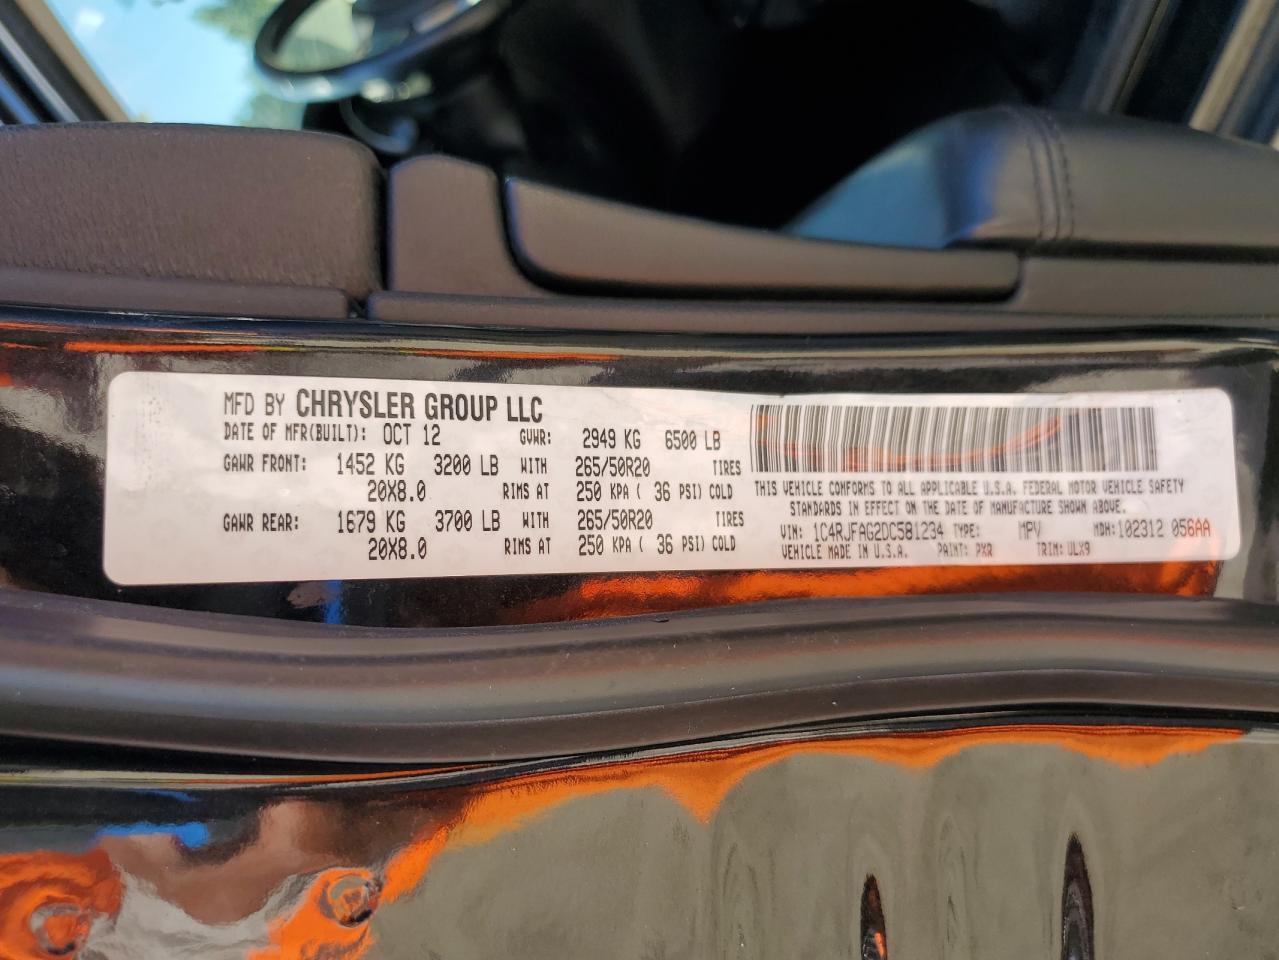 MFD BY CHRYSLER GROUP LLC
DATE OF MFR(BUILT): OCT 12 GVWR: 2949 KG 6500 LB
GAWR FRONT: 1452 KG 3200 LB WITH 265/50R20 TIRES
20X8.0 RIMS AT 250 KPA ( 36 PSI) COLD
GAWR REAR: 1679 KG 3700 LB WITH 265/50R20 TIRES
20X8.0 RIMS AT 250 KPA ( 36 PSI) COLD
THIS VEHICLE CONFORMS TO ALL APPLICABLE U.S.A. FEDERAL MOTOR VEHICLE SAFETY
STANDARDS IN EFFECT ON THE DATE OF MANUFACTURE SHOWN ABOVE.
VIN: 1C4RJFAG2DC581234 TYPE: MPV MDH: 102312 056AA
VEHICLE MADE IN U.S.A. PAINT: PXR TRIM: ULX9